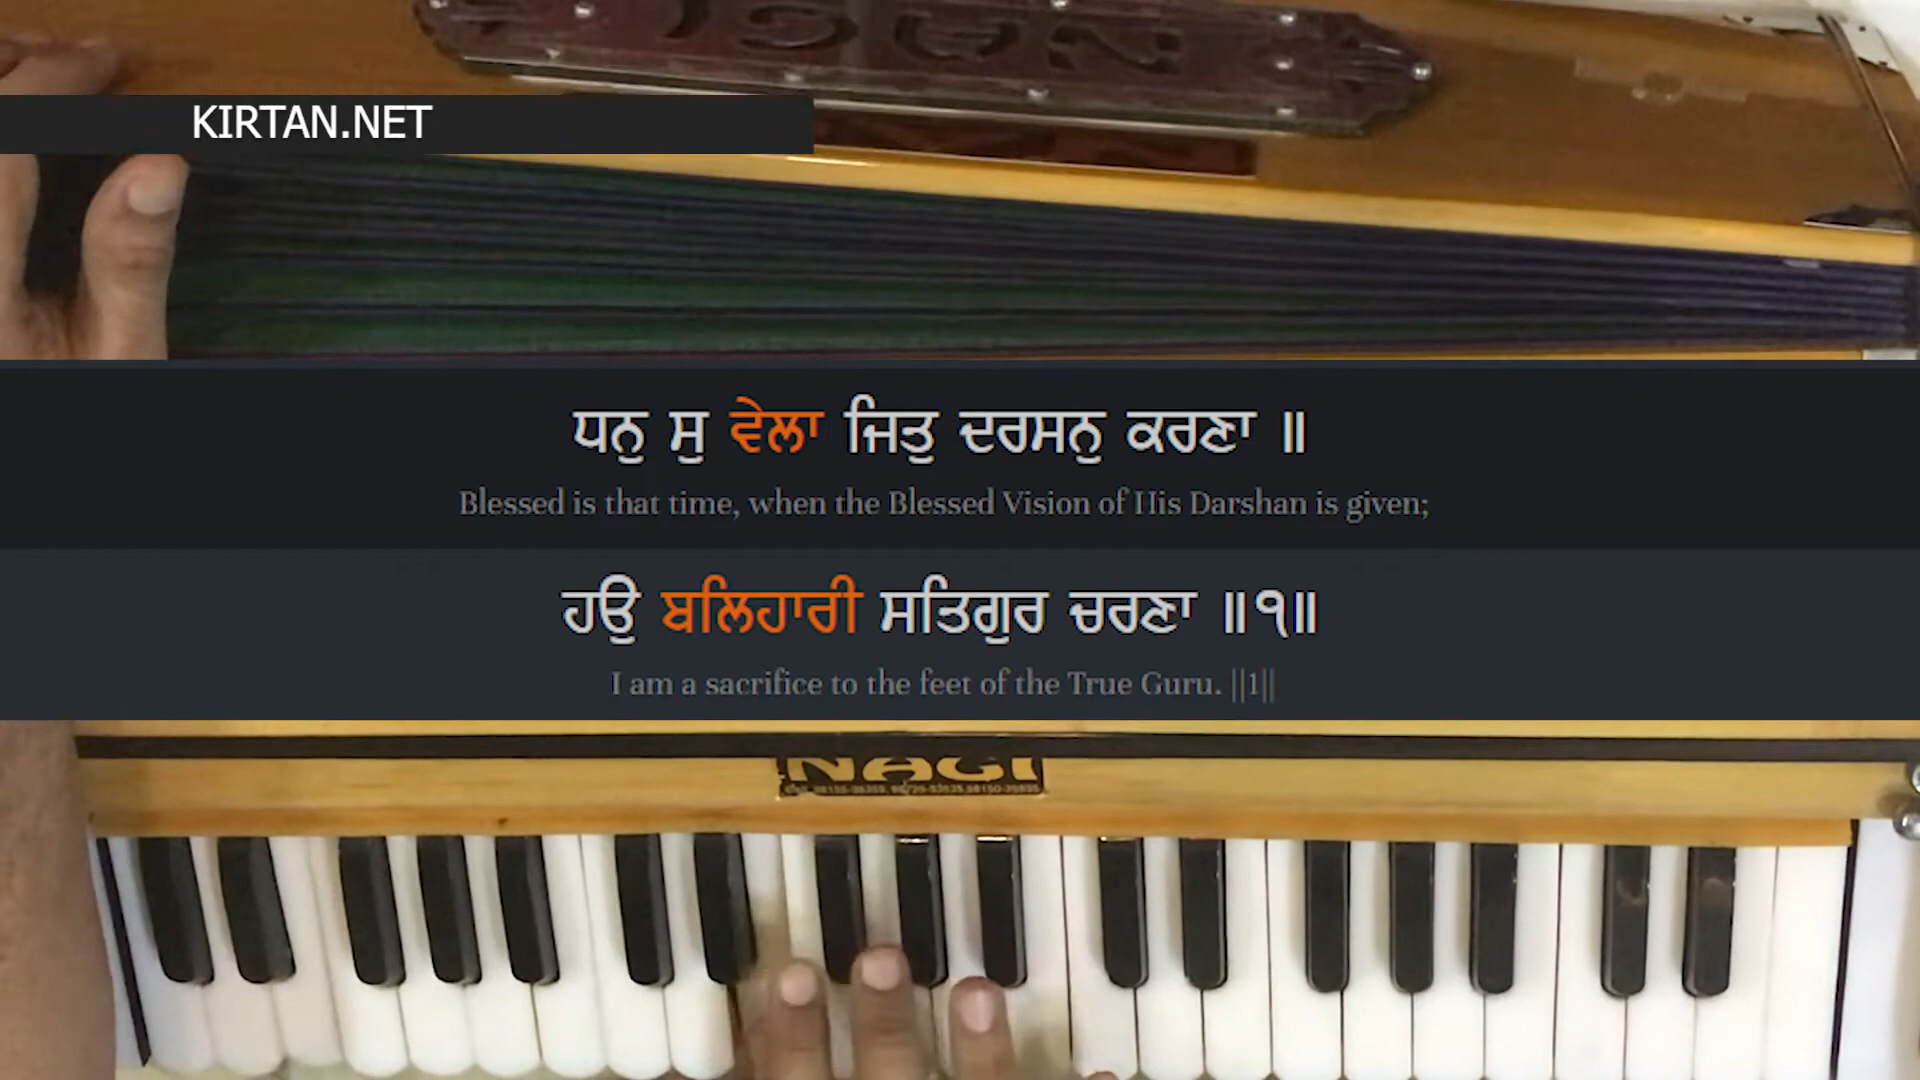 KIRTAN.NET
ਧਨੁ ਸੁ ਵੇਲਾ ਜਿਤੁ ਦਰਸਨੁ ਕਰਣਾ ॥
Blessed is that time, when the Blessed Vision of His Darshan is given;
ਹਉ ਬਲਿਹਾਰੀ ਸਤਿਗੁਰ ਚਰਣਾ ॥੧॥
I am a sacrifice to the feet of the True Guru. ||1||
NAGI